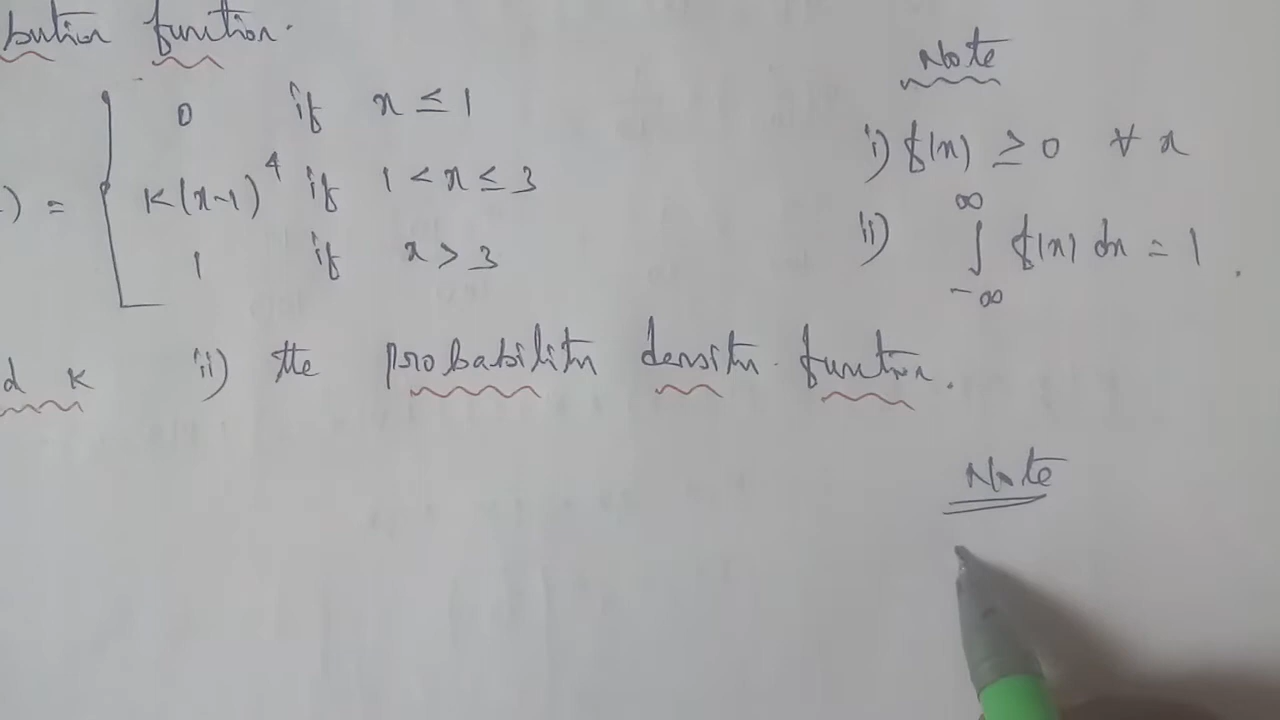 bution function.
) =
0 if x ≤ 1
K(x-1)^4 if 1 < x ≤ 3
1 if x > 3
d K ii) the probability density function.
Note
i) f(x) ≥ 0 ∀ x
ii) ∫_{-∞}^{∞} f(x) dx = 1.
Note